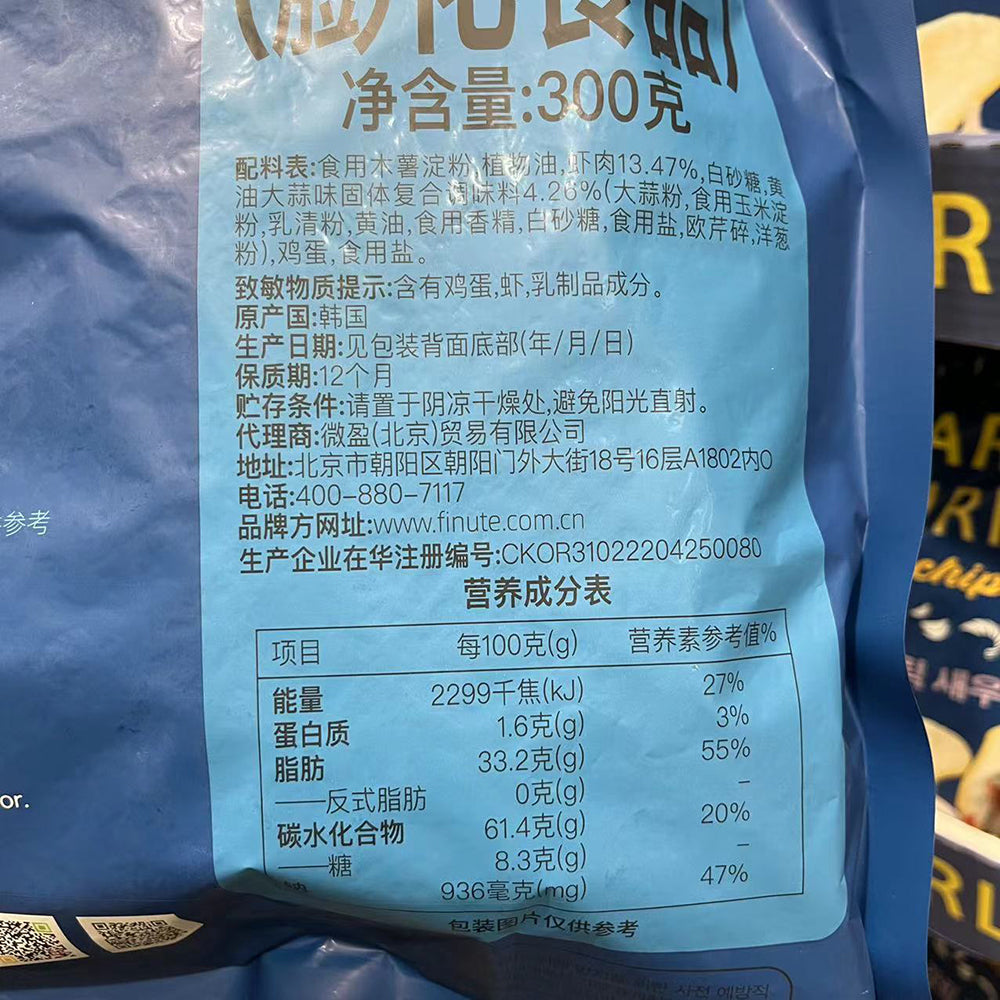 (膨化食品)
净含量:300克
配料表:食用木薯淀粉,植物油,虾肉13.47%,白砂糖,黄
油大蒜味固体复合调味料4.26%(大蒜粉,食用玉米淀
粉,乳清粉,黄油,食用香精,白砂糖,食用盐,欧芹碎,洋葱
粉),鸡蛋,食用盐。
致敏物质提示:含有鸡蛋,虾,乳制品成分。
原产国:韩国
生产日期:见包装背面底部(年/月/日)
保质期:12个月
贮存条件:请置于阴凉干燥处,避免阳光直射。
代理商:微盈(北京)贸易有限公司
地址:北京市朝阳区朝阳门外大街18号16层A1802内0
电话:400-880-7117
品牌方网址:www.finute.com.cn
生产企业在华注册编号:CKOR31022204250080
营养成分表
项目 每100克(g) 营养素参考值%
能量 2299千焦(kJ) 27%
蛋白质 1.6克(g) 3%
脂肪 33.2克(g) 55%
——反式脂肪 0克(g) –
碳水化合物 61.4克(g) 20%
——糖 8.3克(g) –
钠 936毫克(mg) 47%
包装图片仅供参考
参考
or.
R
chip
새우
RL